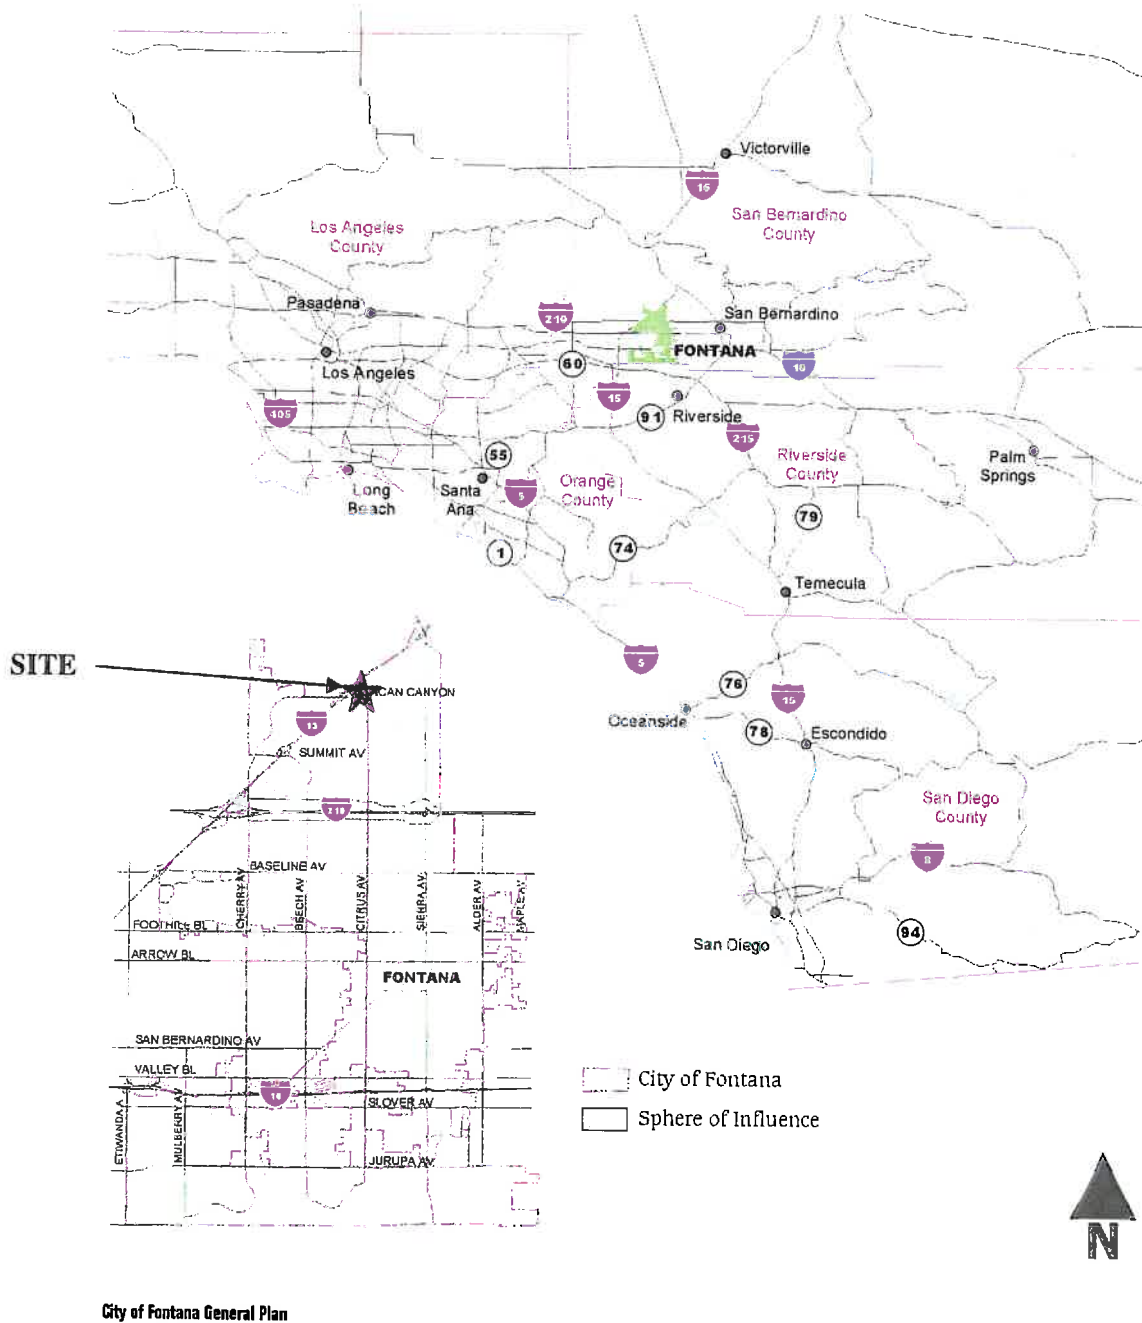 Victorville
15
Los Angeles
County
San Bernardino
County
Pasadena
210
San Bernardino
FONTANA
60
10
Los Angeles
15
405
91
Riverside
215
55
Riverside
County
Palm
Springs
Orange
County
Long
Beach
Santa
Ana
5
79
1
74
Temecula
SITE
5
76
CAN CANYON
15
Oceanside
78
Escondido
SUMMIT AV
San Diego
County
210
8
BASELINE AV
CHERRY AV
BEECH AV
CITRUS AV
SIERRA AV
ALDER AV
MAPLE AV
FOOTHILL BL
ARROW BL
San Diego
94
FONTANA
SAN BERNARDINO AV
VALLEY BL
10
SLOVER AV
ETIWANDA A
MULBERRY AV
JURUPA AV
City of Fontana
Sphere of Influence
N
City of Fontana General Plan